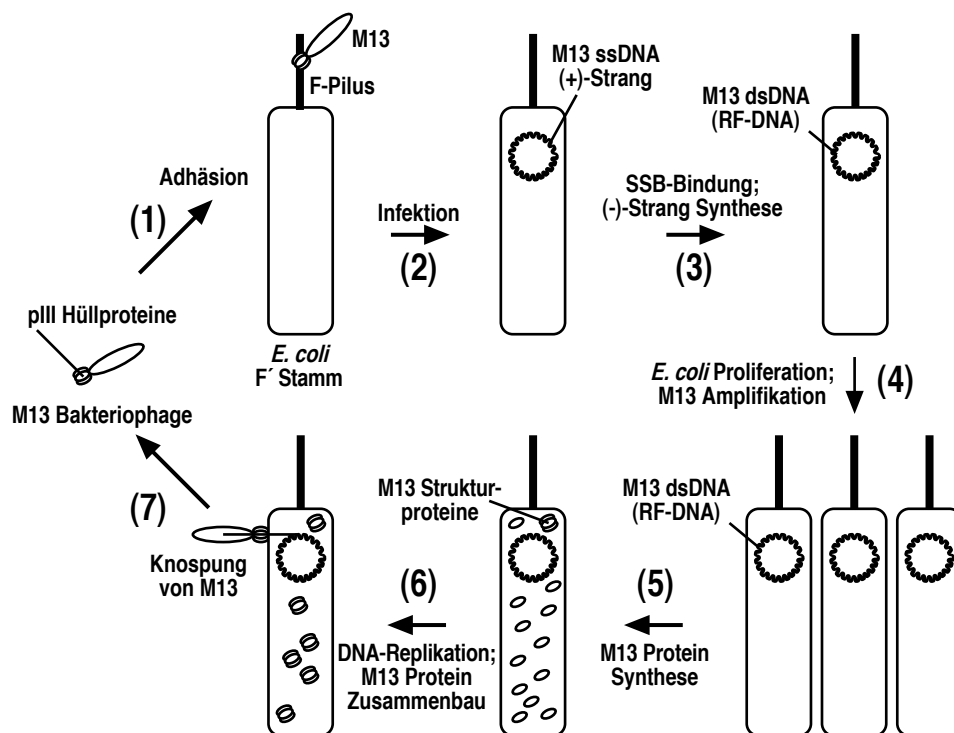 M13
F-Pilus
Adhäsion
(1)
pIII Hüllproteine
M13 Bakteriophage
E. coli
F´ Stamm
Infektion
(2)
M13 ssDNA
(+)-Strang
SSB-Bindung;
(-)-Strang Synthese
(3)
M13 dsDNA
(RF-DNA)
E. coli Proliferation;
M13 Amplifikation
(4)
M13 dsDNA
(RF-DNA)
(5)
M13 Protein
Synthese
M13 Struktur-
proteine
(6)
DNA-Replikation;
M13 Protein
Zusammenbau
(7)
Knospung
von M13